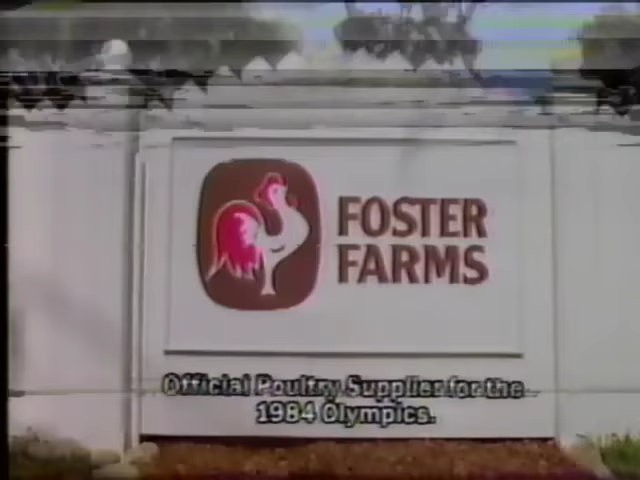 FOSTER
FARMS
Official Poultry Supplier for the
1984 Olympics.